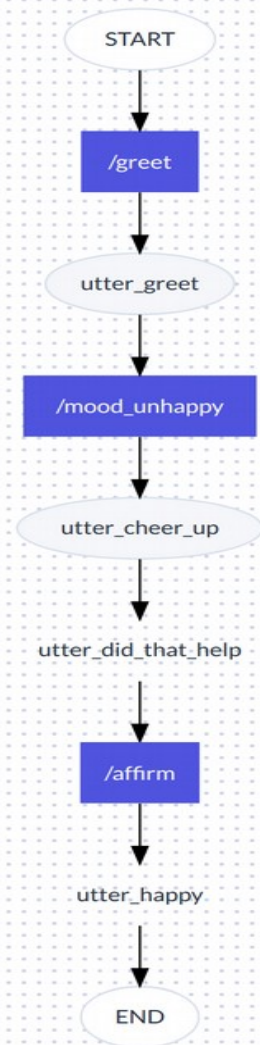 START
/greet
utter_greet
/mood_unhappy
utter_cheer_up
utter_did_that_help
/affirm
utter_happy
END